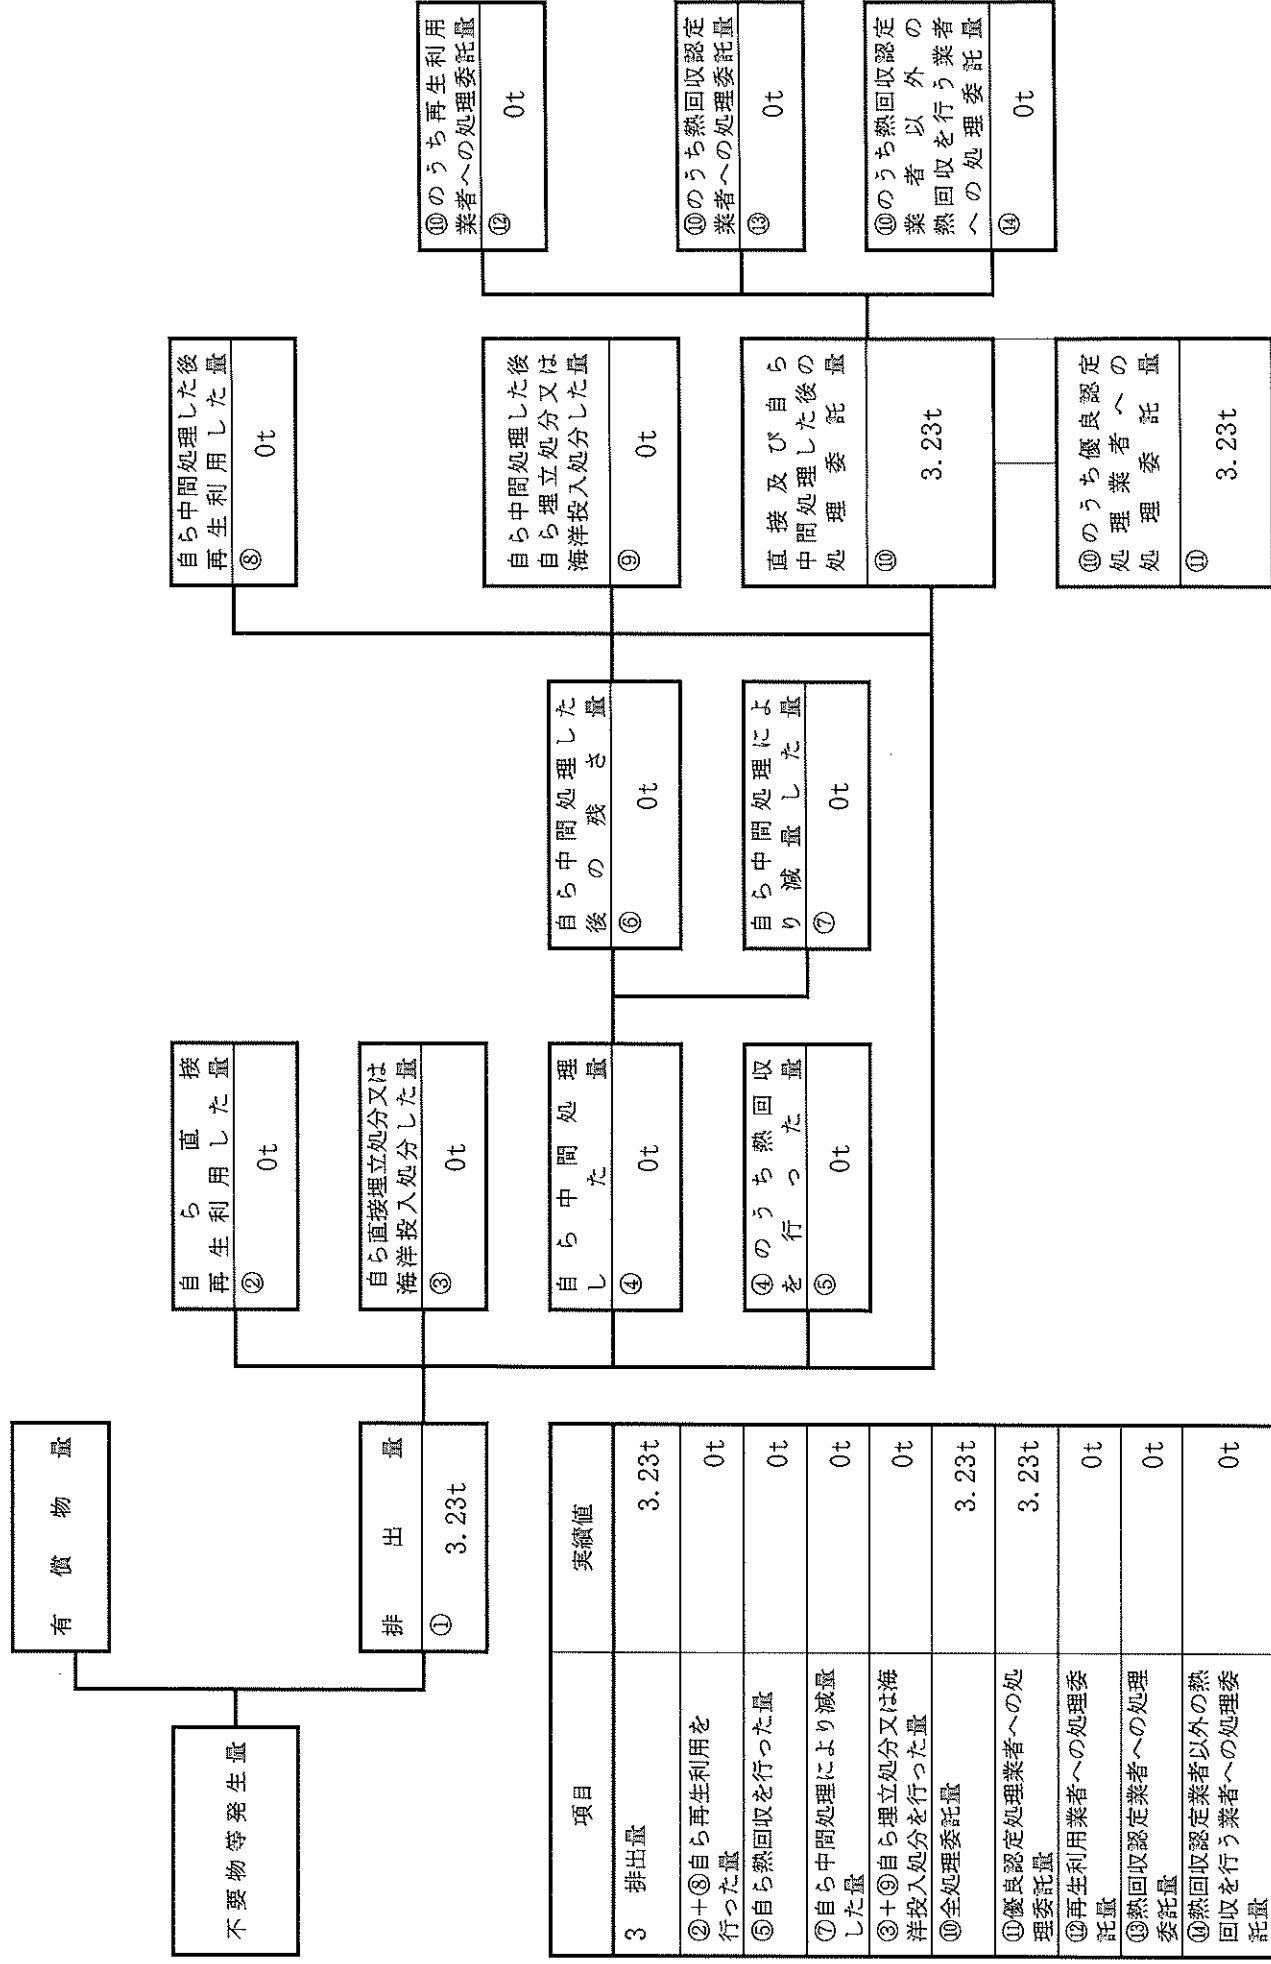 不要物等発生量
有償物量
排出量
① 3.23t
自ら直接
再生利用した量
② 0t
自ら直接埋立処分又は
海洋投入処分した量
③ 0t
自ら中間処理
した量
④ 0t
④のうち熱回収
を行った量
⑤ 0t
自ら中間処理した
後の残さ量
⑥ 0t
自ら中間処理によ
り減量した量
⑦ 0t
自ら中間処理した後
再生利用した量
⑧ 0t
自ら中間処理した後
自ら埋立処分又は
海洋投入処分した量
⑨ 0t
直接及び自ら
中間処理した後の
処理委託量
⑩ 3.23t
⑩のうち優良認定
処理業者への
処理委託量
⑪ 3.23t
⑩のうち再生利用
業者への処理委託量
⑫ 0t
⑩のうち熱回収認定
業者への処理委託量
⑬ 0t
⑩のうち熱回収認定
業者以外の
熱回収を行う業者
への処理委託量
⑭ 0t
項目 実績値
3 排出量 3.23t
②+⑧自ら再生利用を
行った量 0t
⑤自ら熱回収を行った量 0t
⑦自ら中間処理により減量
した量 0t
③+⑨自ら埋立処分又は海
洋投入処分を行った量 0t
⑩全処理委託量 3.23t
⑪優良認定処理業者への処
理委託量 3.23t
⑫再生利用業者への処理委
託量 0t
⑬熱回収認定業者への処理
委託量 0t
⑭熱回収認定業者以外の熱
回収を行う業者への処理委
託量 0t